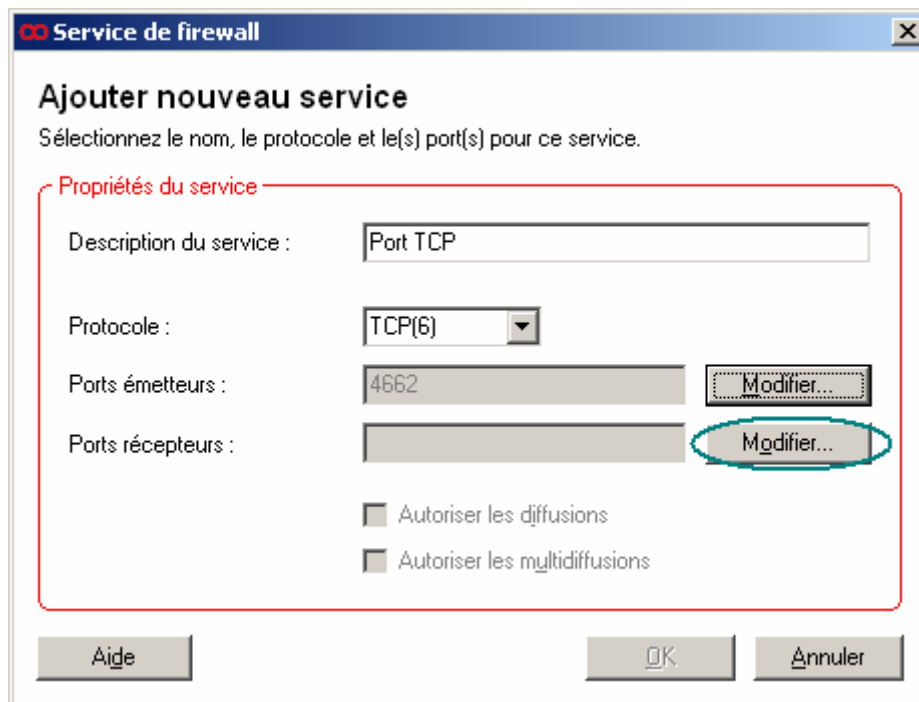 Service de firewall
Ajouter nouveau service
Sélectionnez le nom, le protocole et le(s) port(s) pour ce service.
Propriétés du service
Description du service : Port TCP
Protocole : TCP(6)
Ports émetteurs : 4662 Modifier...
Ports récepteurs : Modifier...
Autoriser les diffusions
Autoriser les multidiffusions
Aide OK Annuler